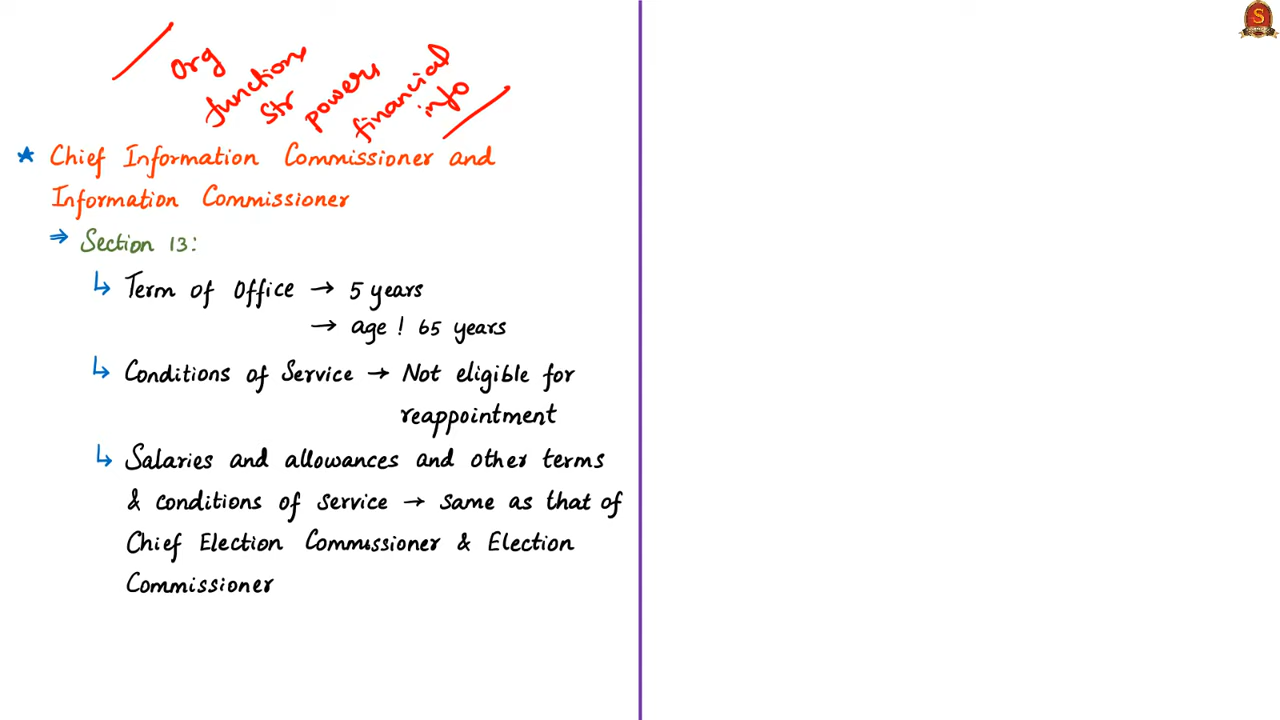 org
functions
str
powers
financial
info
★ Chief Information Commissioner and
Information Commissioner
⇒ Section 13:
↳ Term of Office → 5 years
→ age ! 65 years
↳ Conditions of Service → Not eligible for
reappointment
↳ Salaries and allowances and other terms
& conditions of service → same as that of
Chief Election Commissioner & Election
Commissioner
S